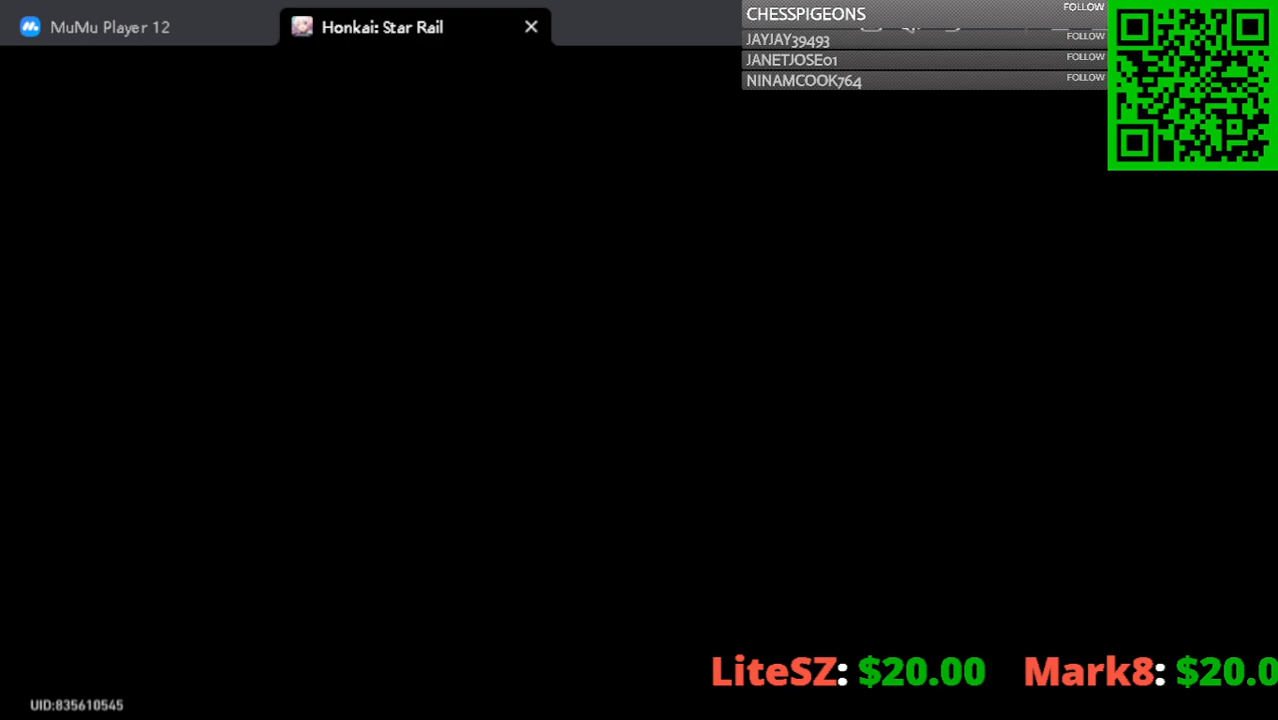 MuMu Player 12
Honkai: Star Rail
CHESSPIGEONS FOLLOW
JAYJAY39493 FOLLOW
JANETJOSE01 FOLLOW
NINAMCOOK764 FOLLOW
LiteSZ: $20.00 Mark8: $20.0
UID:835610545